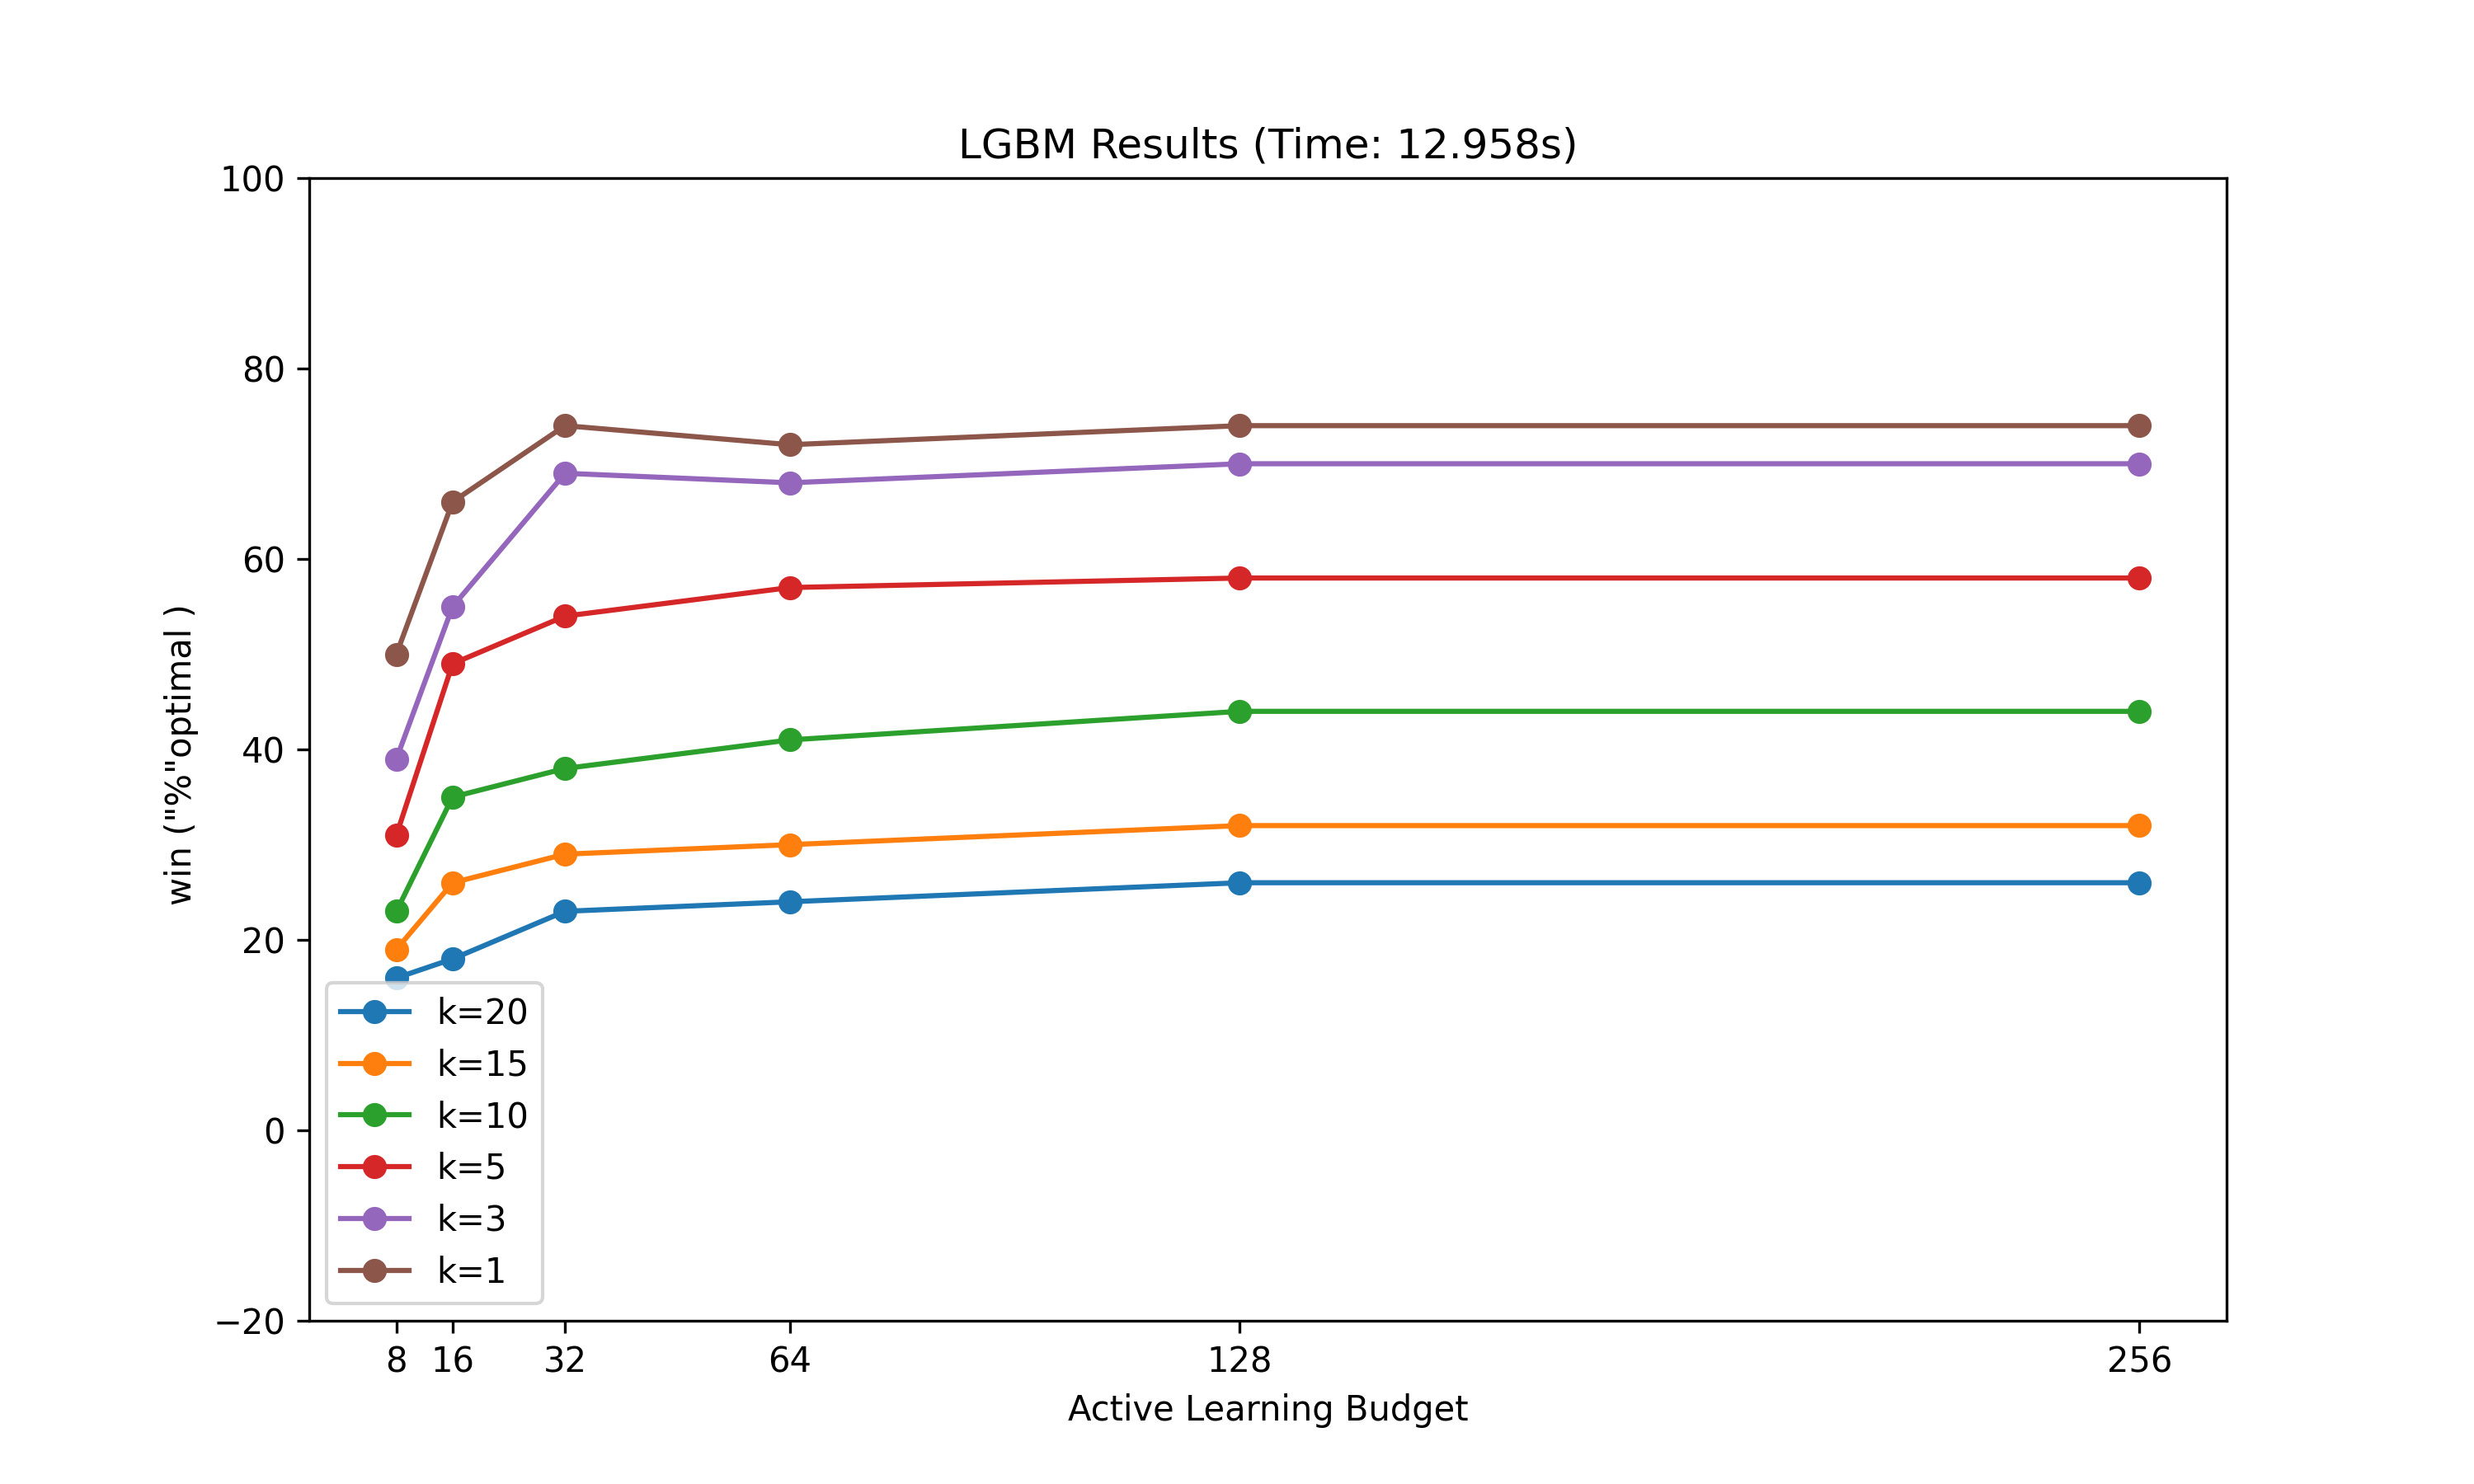 LGBM Results (Time: 12.958s)
100
80
60
40
20
0
−20
win ("%"optimal )
k=20
k=15
k=10
k=5
k=3
k=1
8 16 32 64 128 256
Active Learning Budget